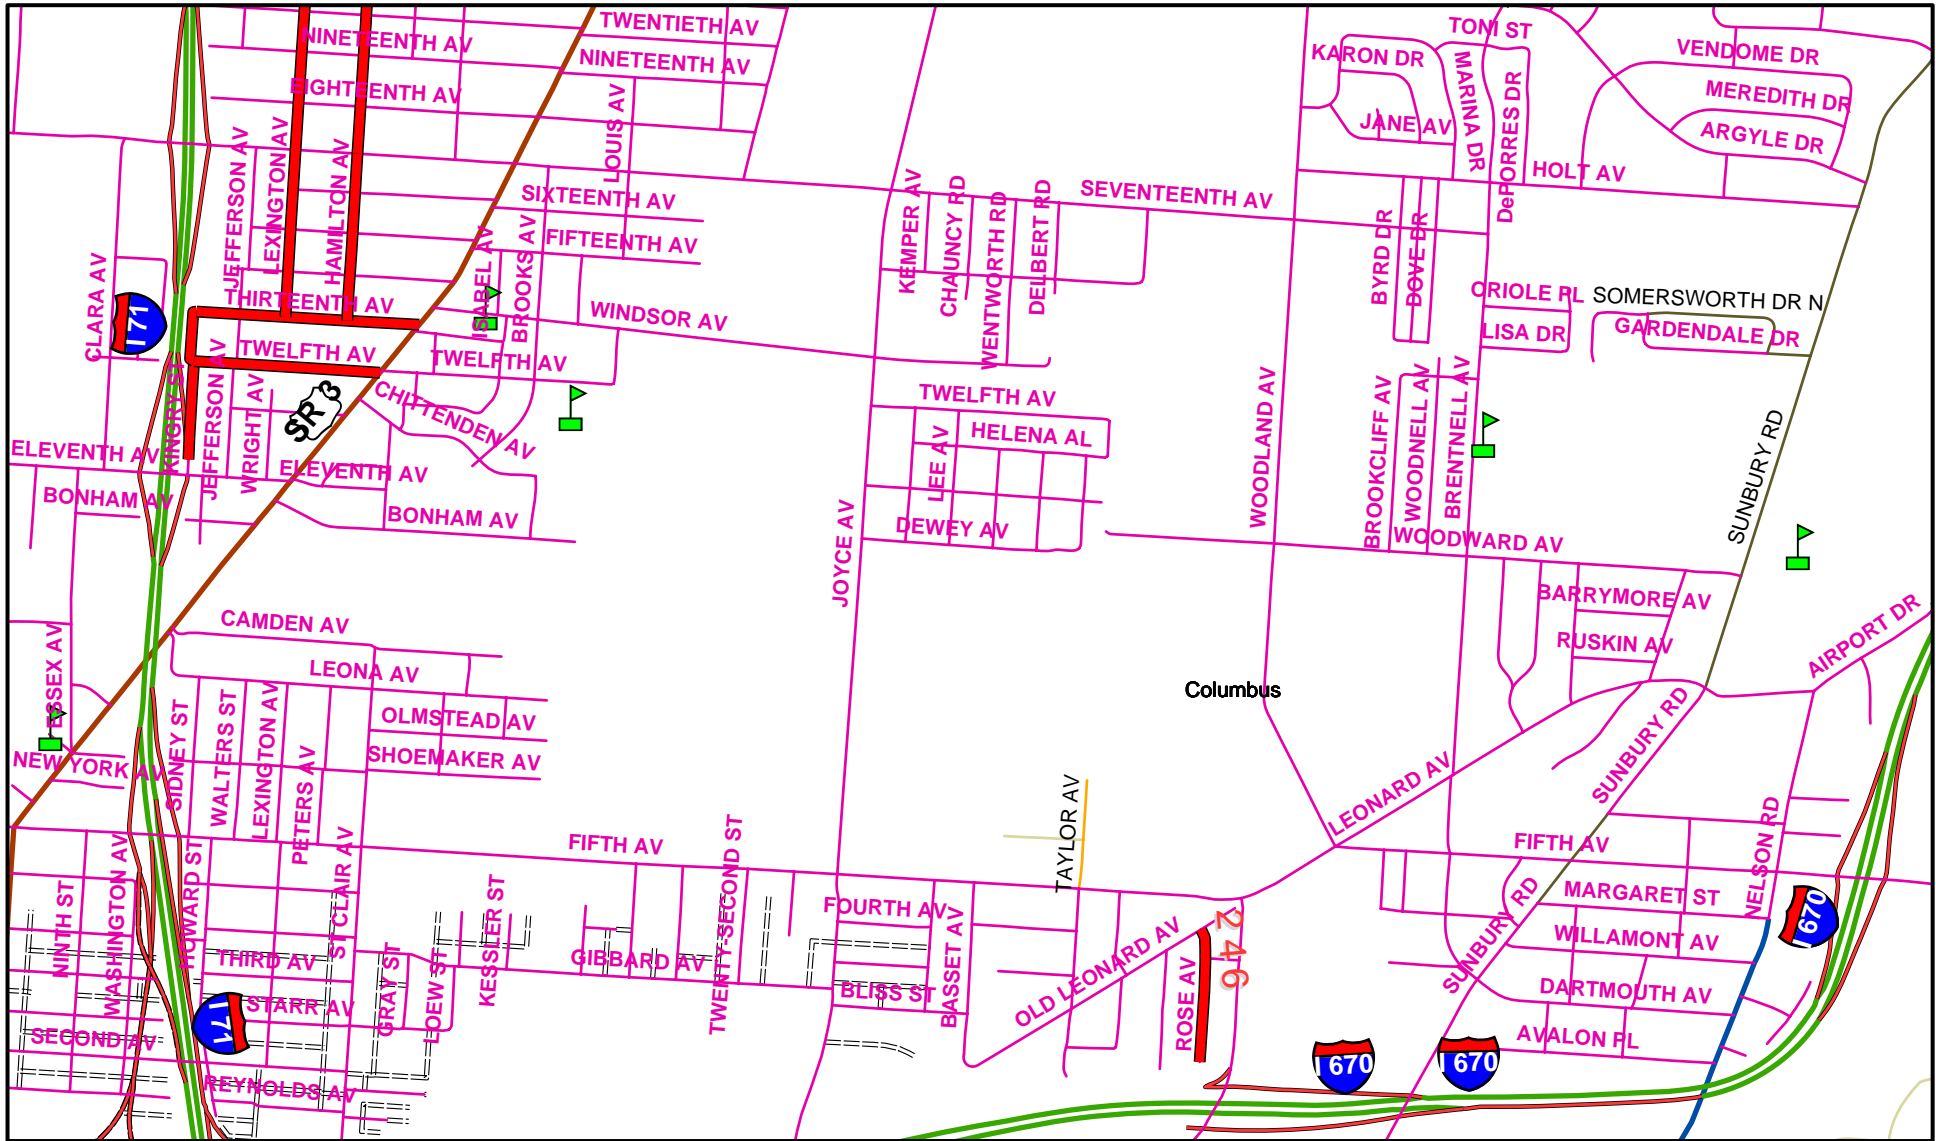 TWENTIETH AV
TONI ST
NINETEENTH AV
NINETEENTH AV
KARON DR
VENDOME DR
EIGHTEENTH AV
LOUIS AV
MARINA DR
DePORRES DR
MEREDITH DR
JANE AV
ARGYLE DR
JEFFERSON AV
LEXINGTON AV
HAMILTON AV
SIXTEENTH AV
SEVENTEENTH AV
HOLT AV
KEMPER AV
CHAUNCY RD
WENTWORTH RD
DELBERT RD
FIFTEENTH AV
ISABEL AV
BROOKS AV
BYRD DR
DOVE DR
CLARA AV
I 71
THIRTEENTH AV
WINDSOR AV
ORIOLE PL
SOMERSWORTH DR N
LISA DR
GARDENDALE DR
TWELFTH AV
TWELFTH AV
TWELFTH AV
KINGRY ST
JEFFERSON AV
WRIGHT AV
SR 3
CHITTENDEN AV
HELENA AL
LEE AV
WOODLAND AV
BROOKCLIFF AV
WOODNELL AV
BRENTNELL AV
SUNBURY RD
ELEVENTH AV
ELEVENTH AV
BONHAM AV
BONHAM AV
DEWEY AV
JOYCE AV
WOODWARD AV
BARRYMORE AV
CAMDEN AV
RUSKIN AV
AIRPORT DR
ESSEX AV
LEONA AV
Columbus
SIDNEY ST
WALTERS ST
LEXINGTON AV
PETERS AV
OLMSTEAD AV
SHOEMAKER AV
NEW YORK AV
SUNBURY RD
LEONARD AV
TAYLOR AV
FIFTH AV
FIFTH AV
NELSON RD
NINTH ST
WASHINGTON AV
HOWARD ST
ST CLAIR AV
TWENTY-SECOND ST
KESSLER ST
FOURTH AV
MARGARET ST
SUNBURY RD
I 670
THIRD AV
GRAY ST
LOEW ST
GIBBARD AV
BASSET AV
OLD LEONARD AV
246
WILLAMONT AV
BLISS ST
ROSE AV
DARTMOUTH AV
STARR AV
I 71
SECOND AV
AVALON PL
I 670
I 670
REYNOLDS AV